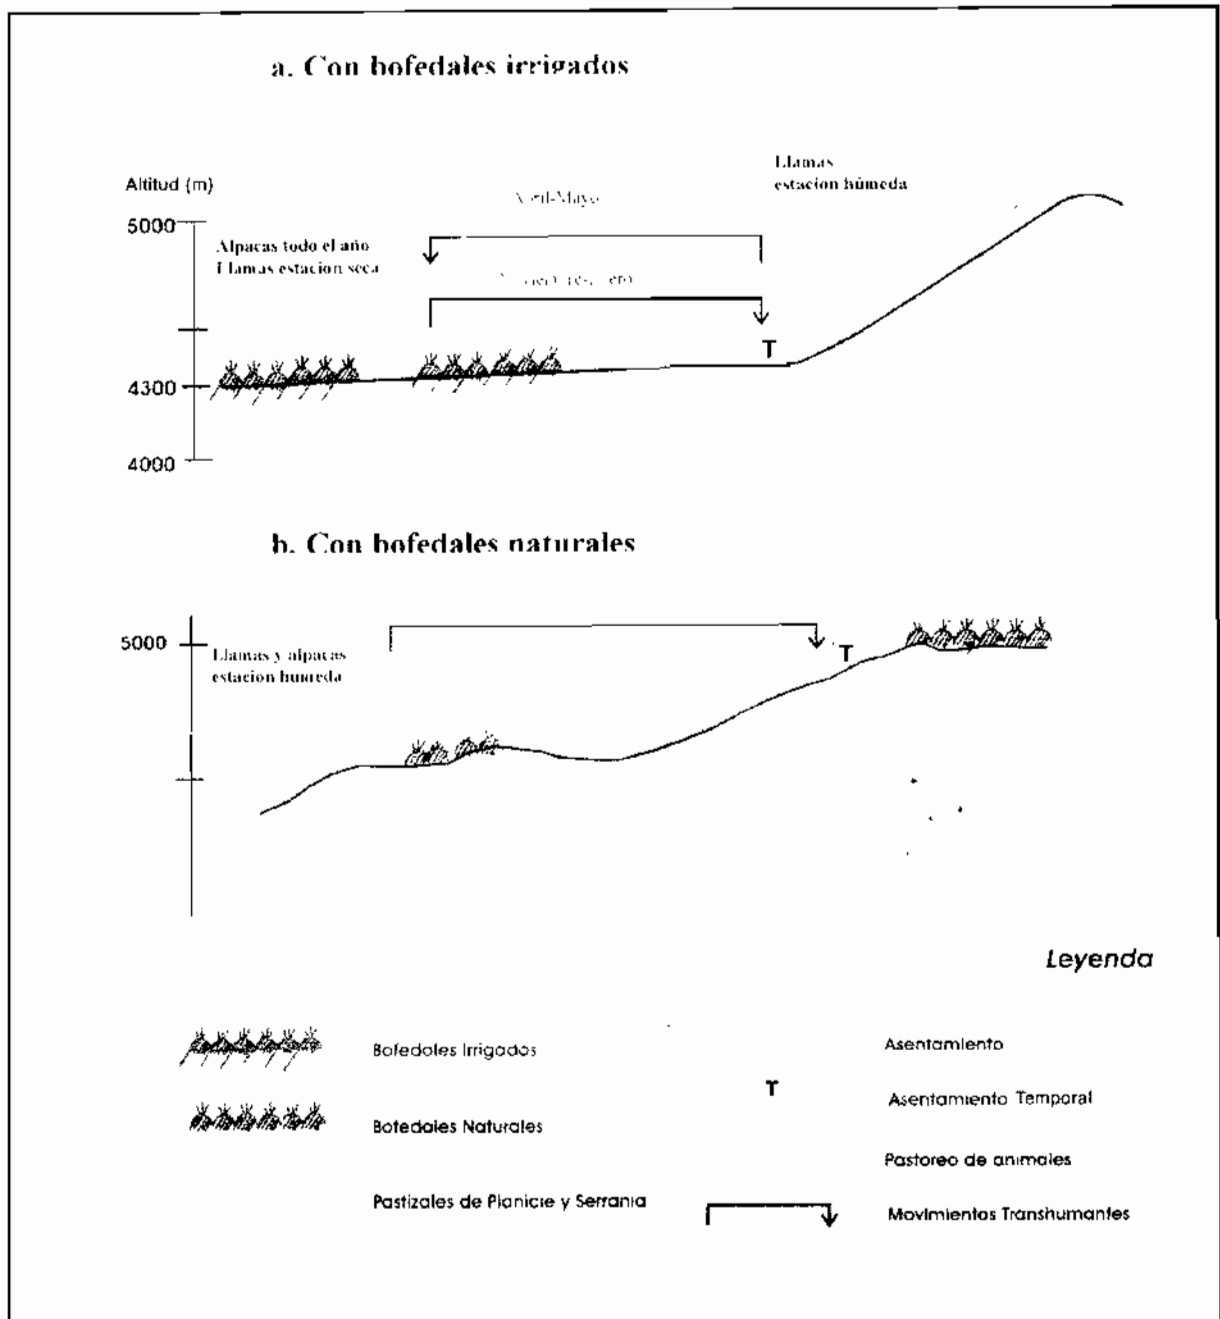 a. Con bofedales irrigados
Llamas
estacion húmeda
Altitud (m)
5000
Alpacas todo el año
Llamas estacion seca
T
4300
4000
b. Con bofedales naturales
5000
Llamas y alpacas
estacion humeda
T
Leyenda
Bofedales Irrigados
Asentamiento
T
Asentamiento Temporal
Bofedales Naturales
Pastoreo de animales
Pastizales de Planicie y Serrania
Movimientos Transhumantes